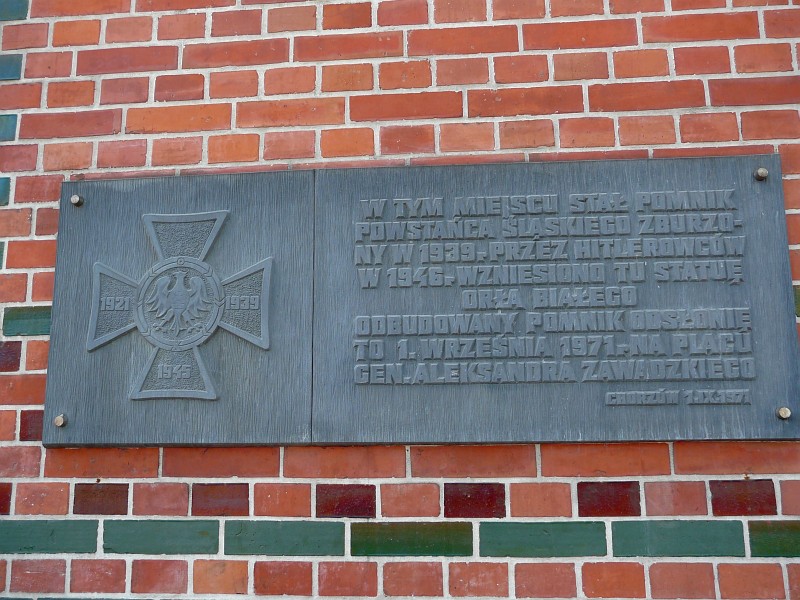 1921
1939
1945
W TYM MIEJSCU STAŁ POMNIK
POWSTAŃCA ŚLĄSKIEGO ZBURZO-
NY W 1939 R. PRZEZ HITLEROWCÓW
W 1946 R. WZNIESIONO TU STATUĘ
ORŁA BIAŁEGO
ODBUDOWANY POMNIK ODSŁONIĘ
TO 1. WRZEŚNIA 1971 R. NA PLACU
GEN. ALEKSANDRA ZAWADZKIEGO
CHORZÓW 1.IX.1971